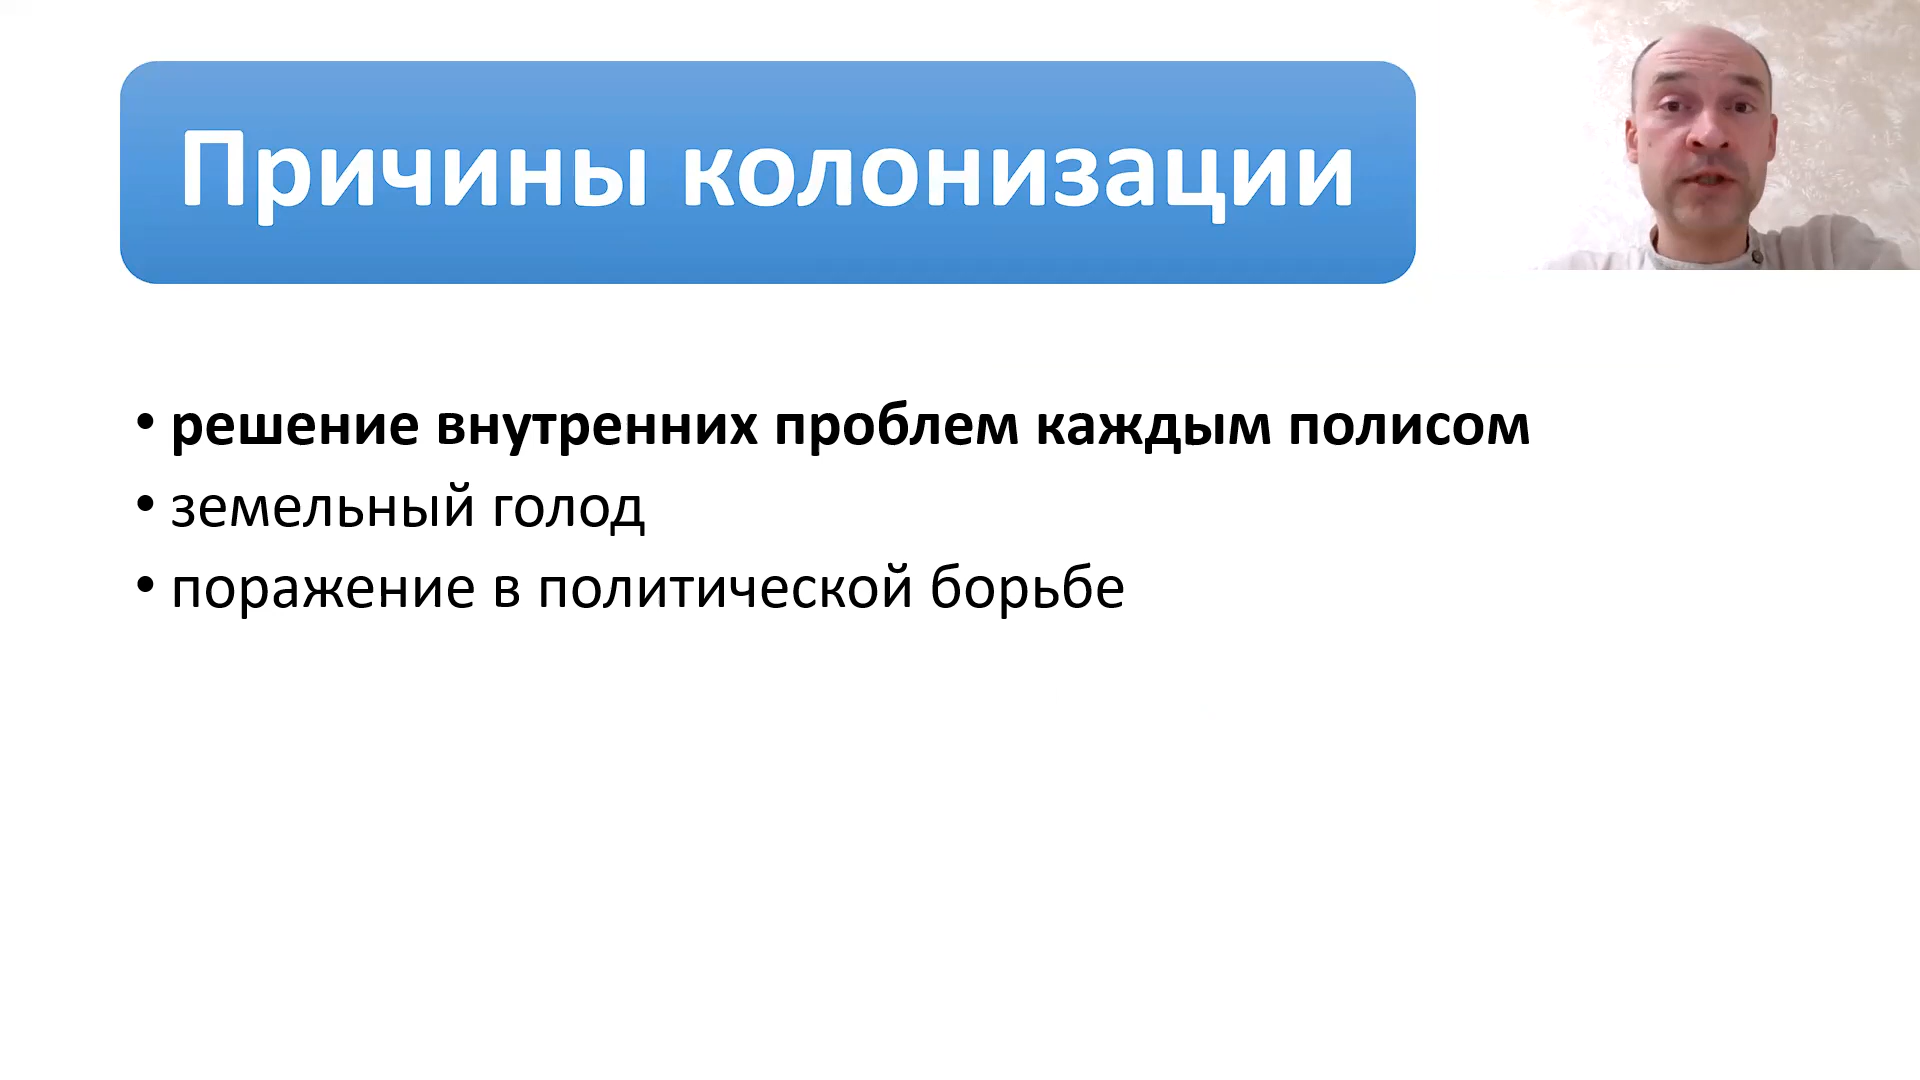 Причины колонизации
• решение внутренних проблем каждым полисом
• земельный голод
• поражение в политической борьбе